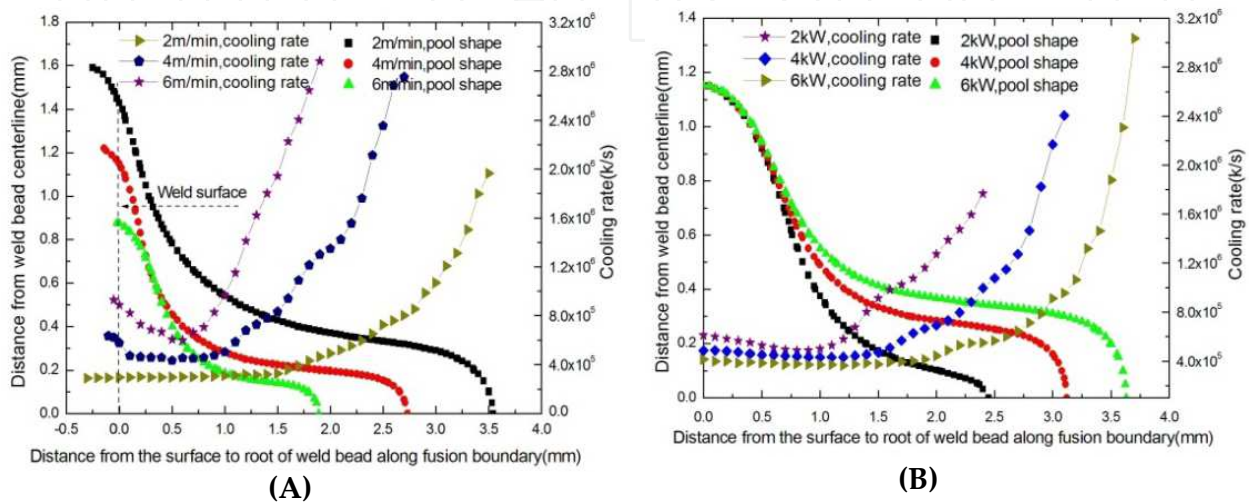 2m/min,cooling rate
4m/min,cooling rate
6m/min,cooling rate
2m/min,pool shape
4m/min,pool shape
6m/min,pool shape
Weld surface
Distance from weld bead centerline(mm)
1.8
1.6
1.4
1.2
1.0
0.8
0.6
0.4
0.2
0.0
-0.5 0.0 0.5 1.0 1.5 2.0 2.5 3.0 3.5 4.0
Distance from the surface to root of weld bead along fusion boundary(mm)
3.2x10⁶
2.8x10⁶
2.4x10⁶
2.0x10⁶
1.6x10⁶
1.2x10⁶
8.0x10⁵
4.0x10⁵
0.0
Cooling rate(k/s)
(A)
2kW,cooling rate
4kW,cooling rate
6kW,cooling rate
2kW,pool shape
4kW,pool shape
6kW,pool shape
Distance from weld bead centerline(mm)
1.4
1.2
1.0
0.8
0.6
0.4
0.2
0.0
0.0 0.5 1.0 1.5 2.0 2.5 3.0 3.5 4.0
Distance from the surface to root of weld bead along fusion boundary(mm)
3.2x10⁶
2.8x10⁶
2.4x10⁶
2.0x10⁶
1.6x10⁶
1.2x10⁶
8.0x10⁵
4.0x10⁵
Cooling rate(k/s)
(B)